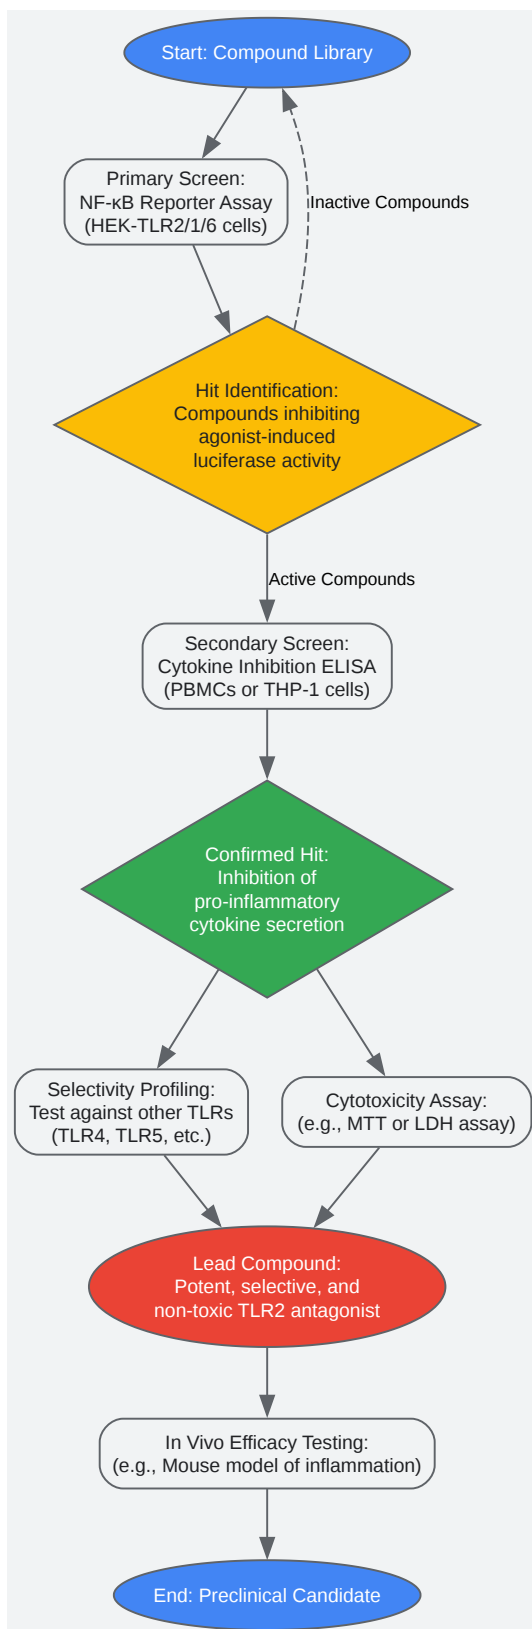 Start: Compound Library
Primary Screen:
NF-κB Reporter Assay
(HEK-TLR2/1/6 cells)
Inactive Compounds
Hit Identification:
Compounds inhibiting
agonist-induced
luciferase activity
Active Compounds
Secondary Screen:
Cytokine Inhibition ELISA
(PBMCs or THP-1 cells)
Confirmed Hit:
Inhibition of
pro-inflammatory
cytokine secretion
Selectivity Profiling:
Test against other TLRs
(TLR4, TLR5, etc.)
Cytotoxicity Assay:
(e.g., MTT or LDH assay)
Lead Compound:
Potent, selective, and
non-toxic TLR2 antagonist
In Vivo Efficacy Testing:
(e.g., Mouse model of inflammation)
End: Preclinical Candidate